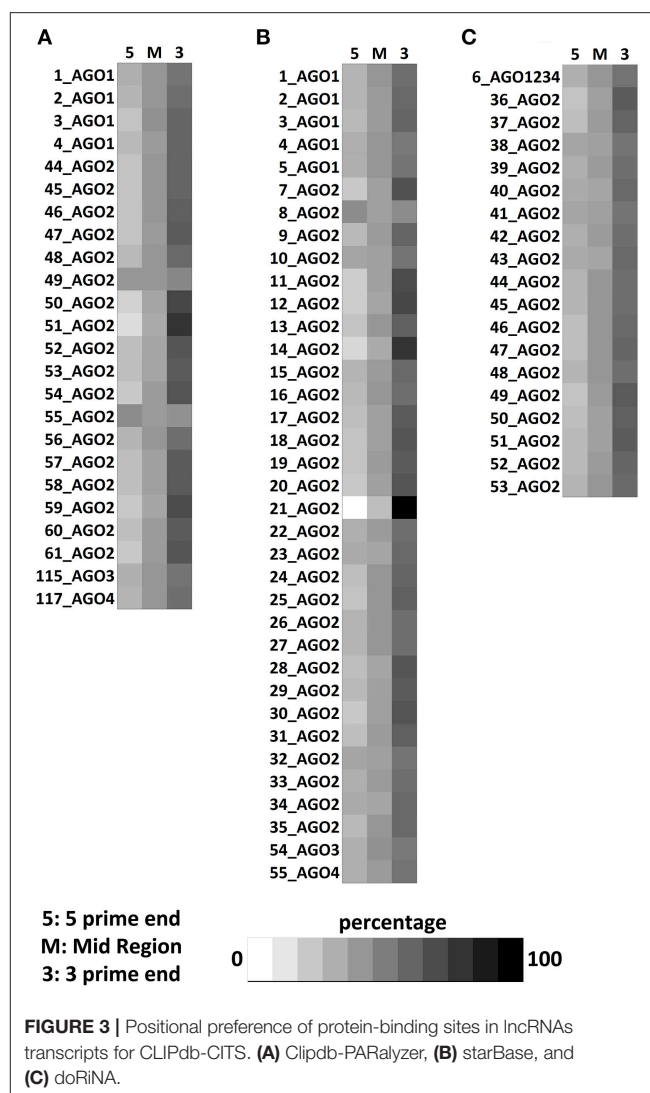 A
5 M 3
1_AGO1
2_AGO1
3_AGO1
4_AGO1
44_AGO2
45_AGO2
46_AGO2
47_AGO2
48_AGO2
49_AGO2
50_AGO2
51_AGO2
52_AGO2
53_AGO2
54_AGO2
55_AGO2
56_AGO2
57_AGO2
58_AGO2
59_AGO2
60_AGO2
61_AGO2
115_AGO3
117_AGO4
B
5 M 3
1_AGO1
2_AGO1
3_AGO1
4_AGO1
5_AGO1
7_AGO2
8_AGO2
9_AGO2
10_AGO2
11_AGO2
12_AGO2
13_AGO2
14_AGO2
15_AGO2
16_AGO2
17_AGO2
18_AGO2
19_AGO2
20_AGO2
21_AGO2
22_AGO2
23_AGO2
24_AGO2
25_AGO2
26_AGO2
27_AGO2
28_AGO2
29_AGO2
30_AGO2
31_AGO2
32_AGO2
33_AGO2
34_AGO2
35_AGO2
54_AGO3
55_AGO4
C
5 M 3
6_AGO1234
36_AGO2
37_AGO2
38_AGO2
39_AGO2
40_AGO2
41_AGO2
42_AGO2
43_AGO2
44_AGO2
45_AGO2
46_AGO2
47_AGO2
48_AGO2
49_AGO2
50_AGO2
51_AGO2
52_AGO2
53_AGO2
5: 5 prime end
M: Mid Region
3: 3 prime end
percentage
0 100
FIGURE 3 | Positional preference of protein-binding sites in lncRNAs
transcripts for CLIPdb-CITS. (A) Clipdb-PARalyzer, (B) starBase, and
(C) doRiNA.